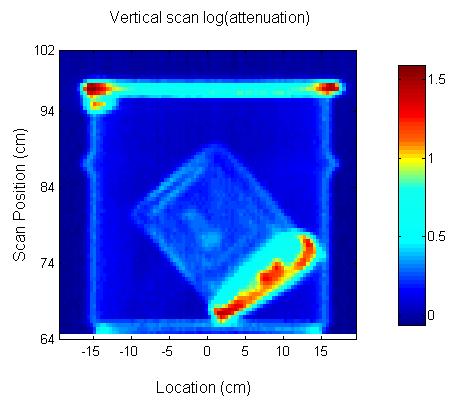 Vertical scan log(attenuation)
102
94
84
74
64
Scan Position (cm)
-15 -10 -5 0 5 10 15
Location (cm)
1.5
1
0.5
0